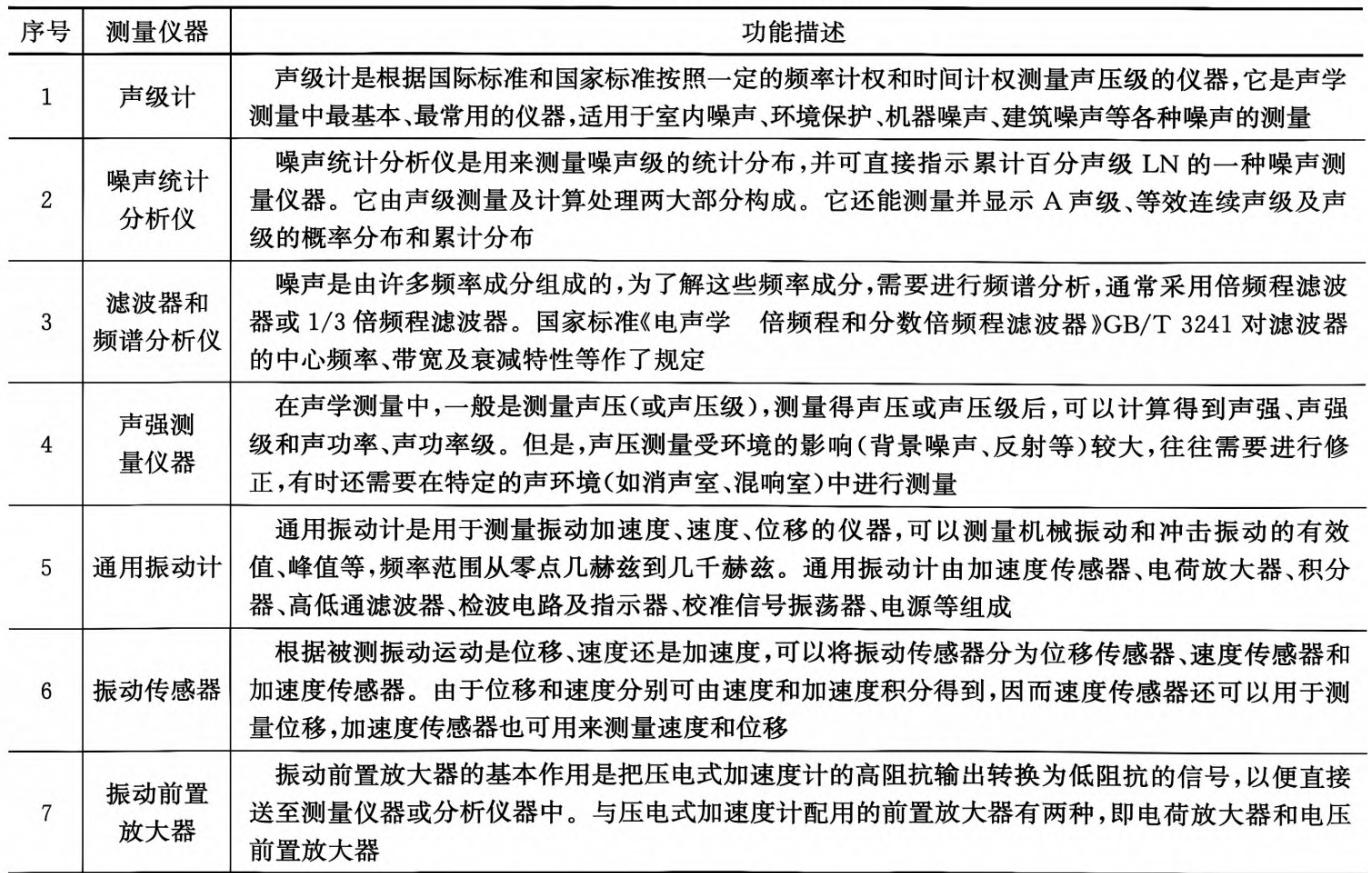 序号 测量仪器 功能描述
1 声级计 声级计是根据国际标准和国家标准按照一定的频率计权和时间计权测量声压级的仪器,它是声学
测量中最基本、最常用的仪器,适用于室内噪声、环境保护、机器噪声、建筑噪声等各种噪声的测量
2 噪声统计
分析仪
噪声统计分析仪是用来测量噪声级的统计分布,并可直接指示累计百分声级 LN 的一种噪声测
量仪器。它由声级测量及计算处理两大部分构成。它还能测量并显示 A 声级、等效连续声级及声
级的概率分布和累计分布
3 滤波器和
频谱分析仪
噪声是由许多频率成分组成的,为了解这些频率成分,需要进行频谱分析,通常采用倍频程滤波
器或 1/3 倍频程滤波器。国家标准《电声学 倍频程和分数倍频程滤波器》GB/T 3241 对滤波器
的中心频率、带宽及衰减特性等作了规定
4 声强测
量仪器
在声学测量中,一般是测量声压(或声压级),测量得声压或声压级后,可以计算得到声强、声强
级和声功率、声功率级。但是,声压测量受环境的影响(背景噪声、反射等)较大,往往需要进行修
正,有时还需要在特定的声环境(如消声室、混响室)中进行测量
5 通用振动计
通用振动计是用于测量振动加速度、速度、位移的仪器,可以测量机械振动和冲击振动的有效
值、峰值等,频率范围从零点几赫兹到几千赫兹。通用振动计由加速度传感器、电荷放大器、积分
器、高低通滤波器、检波电路及指示器、校准信号振荡器、电源等组成
6 振动传感器
根据被测振动运动是位移、速度还是加速度,可以将振动传感器分为位移传感器、速度传感器和
加速度传感器。由于位移和速度分别可由速度和加速度积分得到,因而速度传感器还可以用于测
量位移,加速度传感器也可用来测量速度和位移
7 振动前置
放大器
振动前置放大器的基本作用是把压电式加速度计的高阻抗输出转换为低阻抗的信号,以便直接
送至测量仪器或分析仪器中。与压电式加速度计配用的前置放大器有两种,即电荷放大器和电压
前置放大器